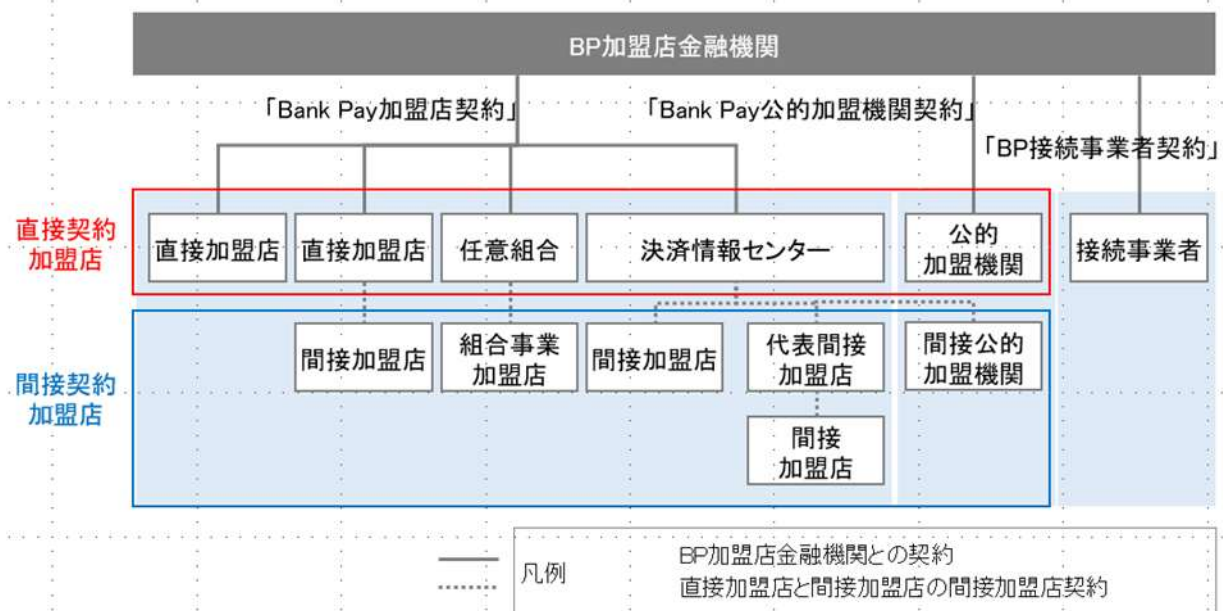 BP加盟店金融機関
「Bank Pay加盟店契約」
「Bank Pay公的加盟機関契約」
「BP接続事業者契約」
直接契約
加盟店
直接加盟店
直接加盟店
任意組合
決済情報センター
公的
加盟機関
接続事業者
間接契約
加盟店
間接加盟店
組合事業
加盟店
間接加盟店
代表間接
加盟店
間接公的
加盟機関
間接
加盟店
凡例
BP加盟店金融機関との契約
直接加盟店と間接加盟店の間接加盟店契約